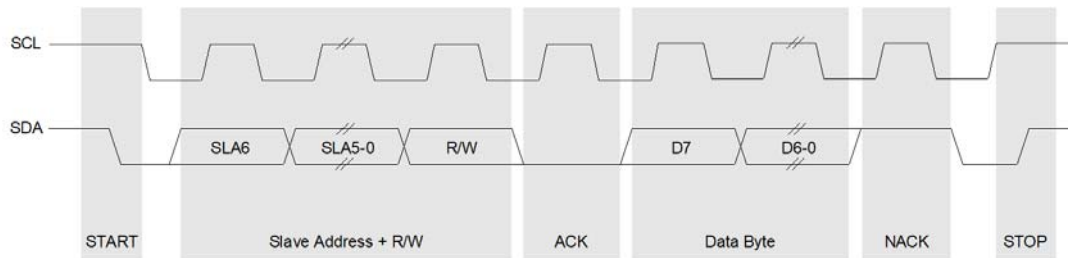 SCL
SDA
SLA6 SLA5-0 R/W D7 D6-0
START Slave Address + R/W ACK Data Byte NACK STOP